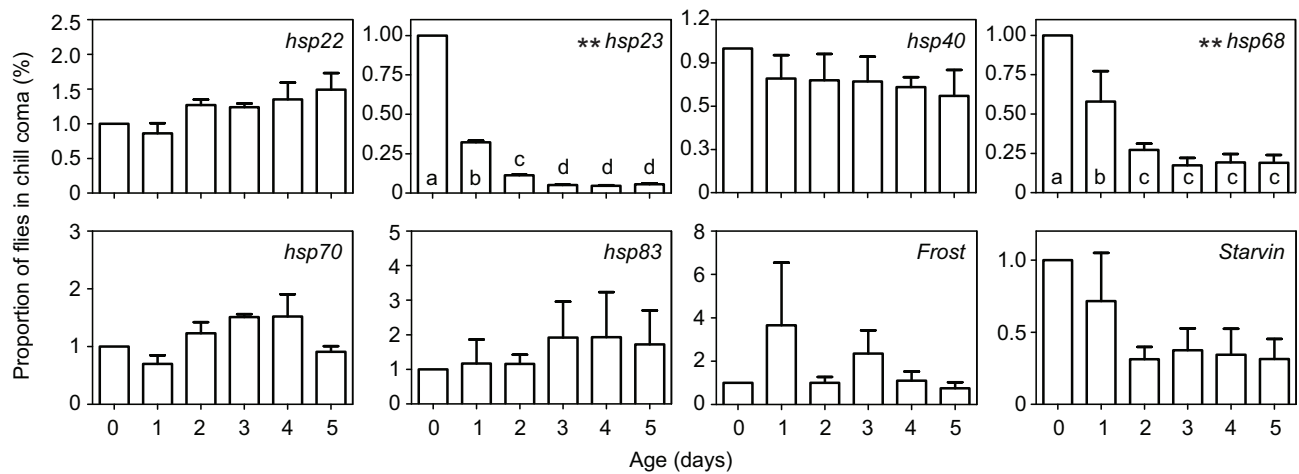 Proportion of flies in chill coma (%)
2.5
2.0
1.5
1.0
0.5
0
hsp22
1.00
0.75
0.50
0.25
0
** hsp23
a b c d d d
1.2
0.9
0.5
0.3
0
hsp40
1.00
0.75
0.50
0.25
0
** hsp68
a b c c c c
3
2
1
0
hsp70
0 1 2 3 4 5
5
4
3
2
1
0
hsp83
0 1 2 3 4 5
8
6
4
2
0
Frost
0 1 2 3 4 5
1.0
0.5
0
Starvin
0 1 2 3 4 5
Age (days)